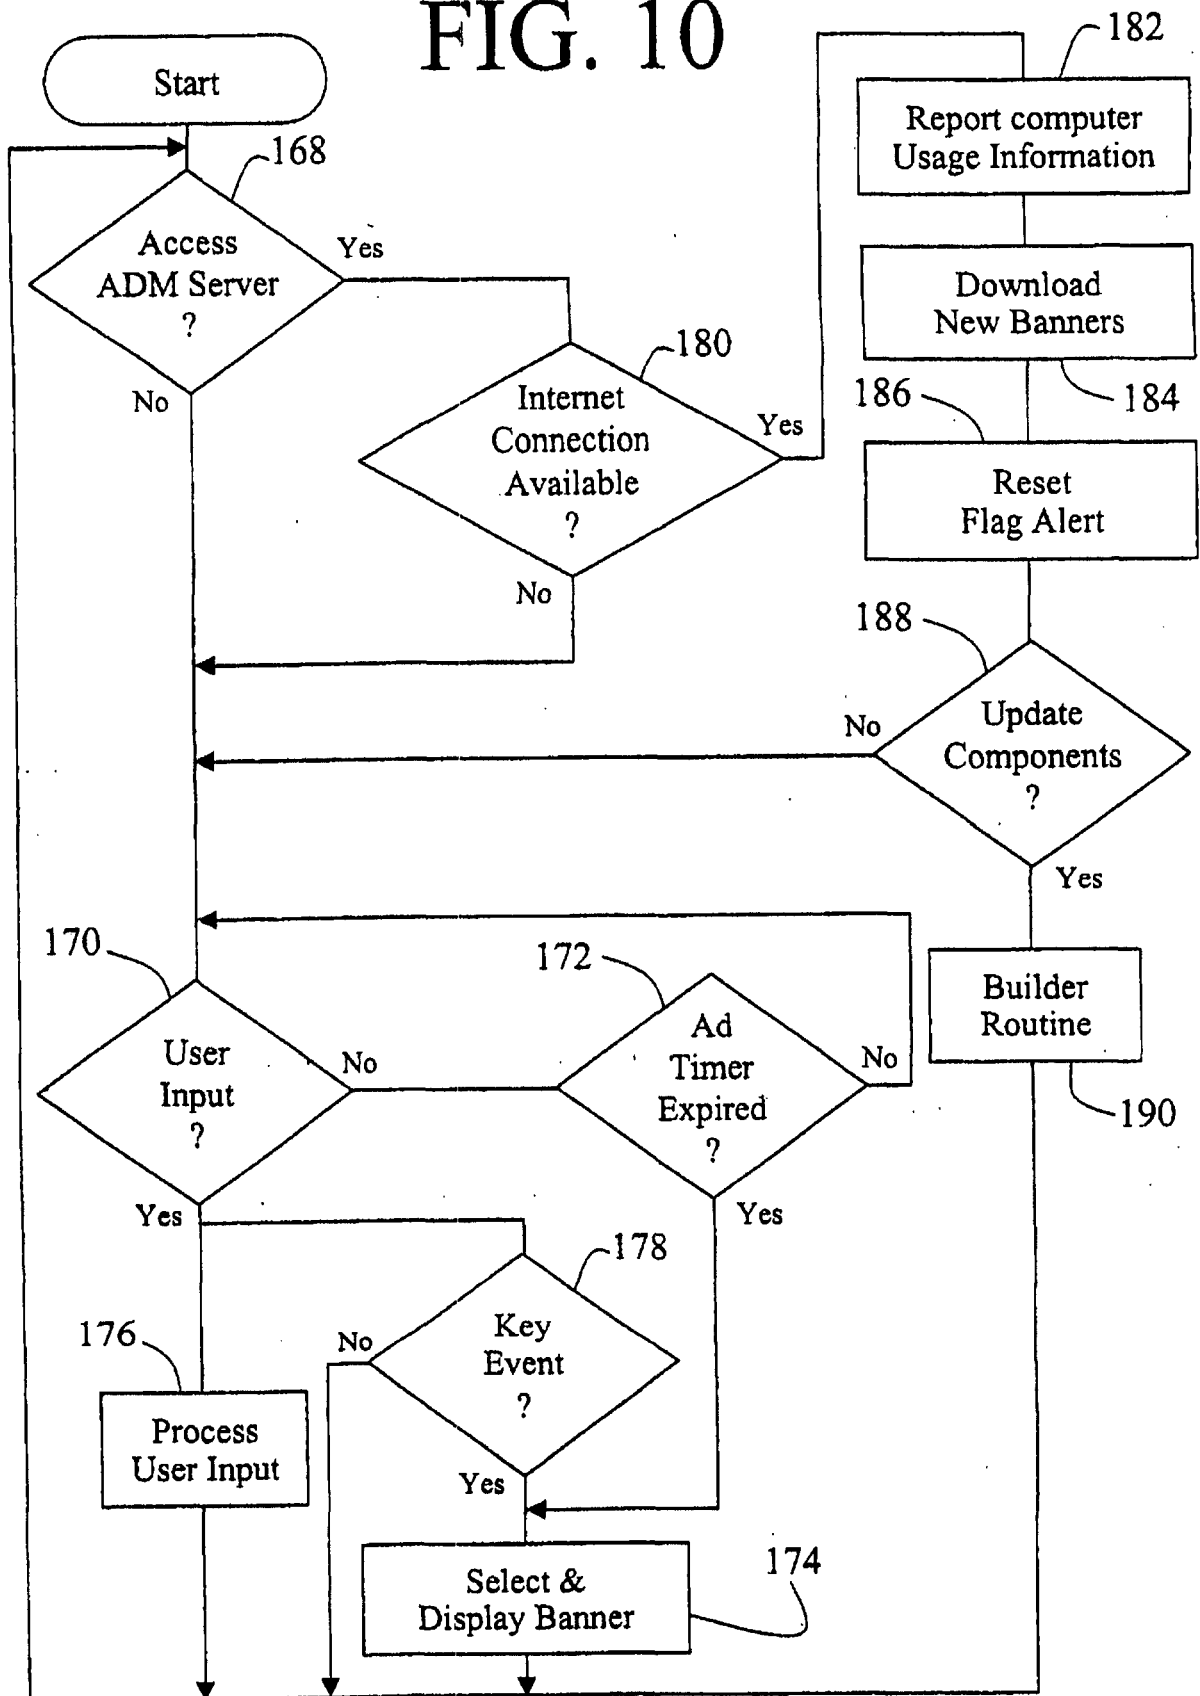 FIG. 10
Start
168
Access
ADM Server
?
Yes
No
180
Internet
Connection
Available
?
Yes
No
182
Report computer
Usage Information
Download
New Banners
184
186
Reset
Flag Alert
188
Update
Components
?
No
Yes
Builder
Routine
190
170
User
Input
?
No
Yes
172
Ad
Timer
Expired
?
No
Yes
178
Key
Event
?
No
Yes
176
Process
User Input
Select &
Display Banner
174